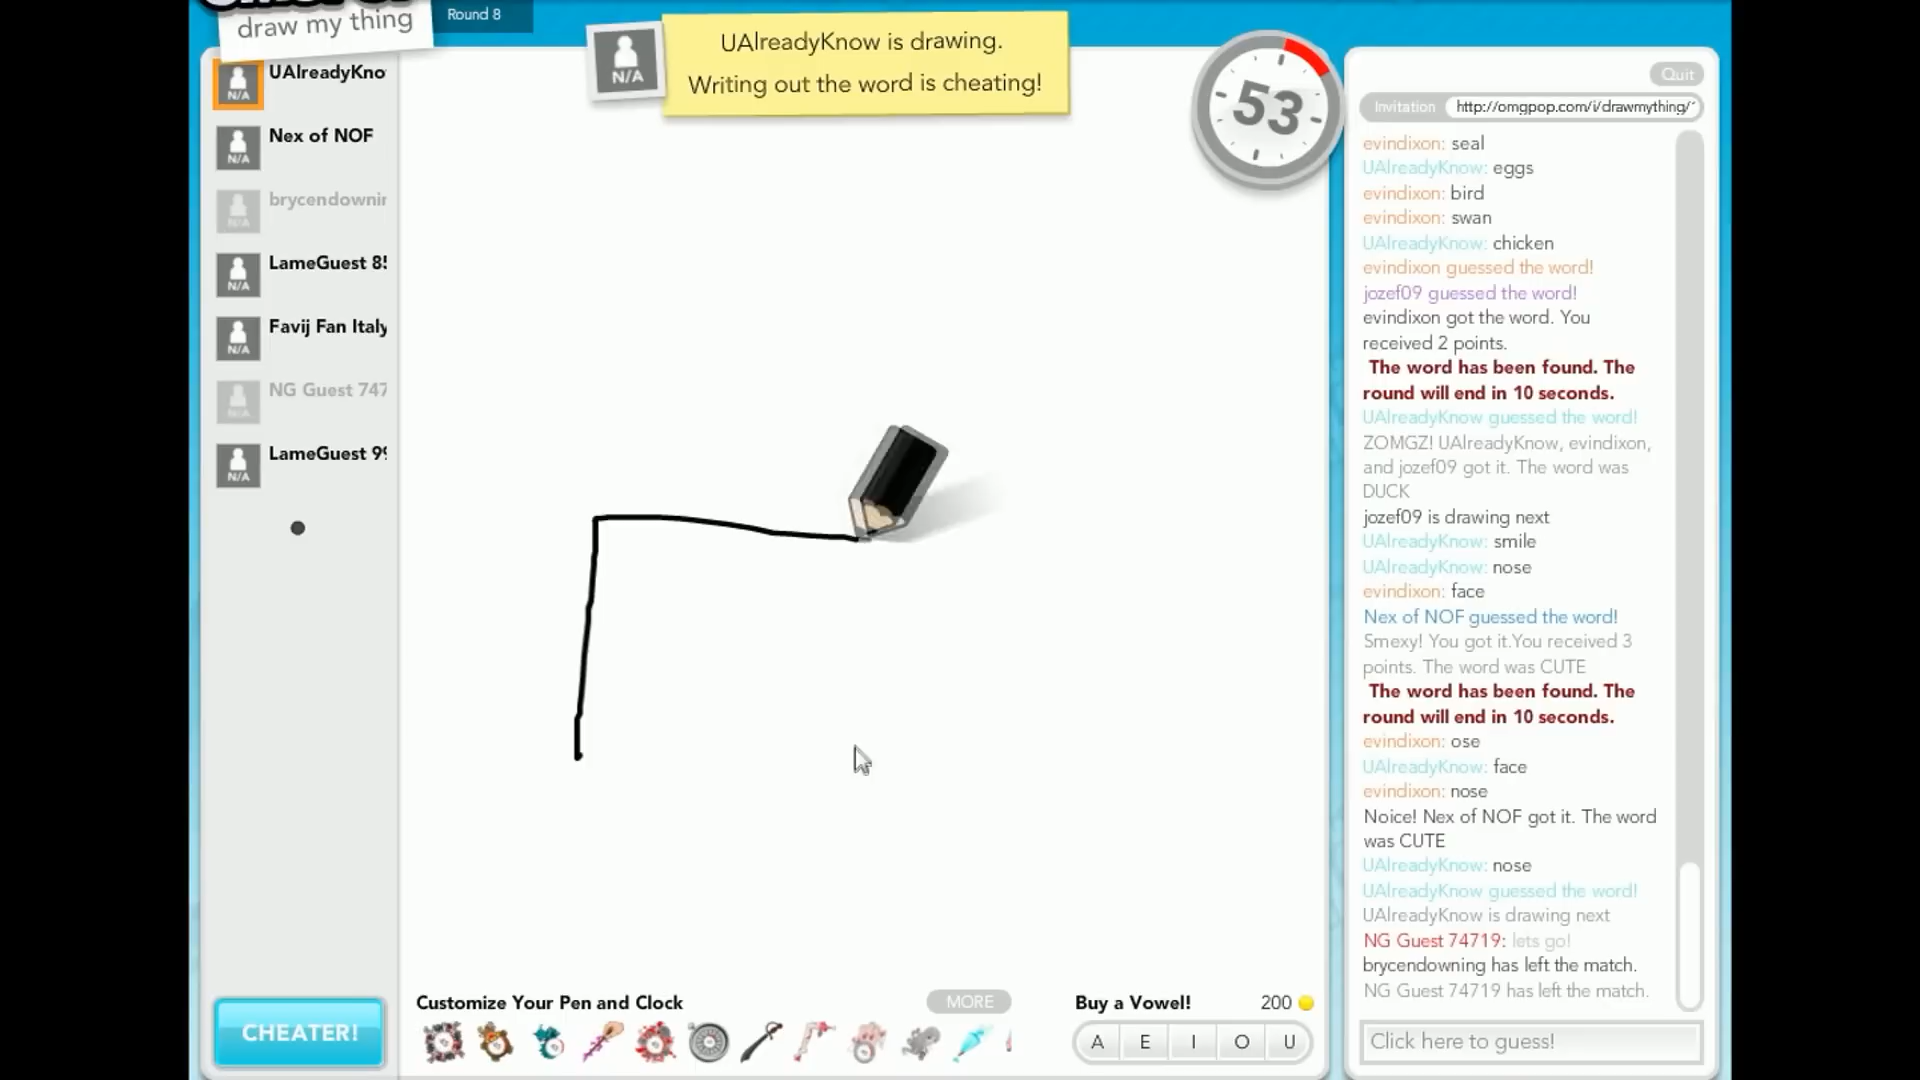 draw my thing
Round 8
N/A
UAlreadyKnow is drawing.
Writing out the word is cheating!
53
N/A
UAlreadyKno
N/A
Nex of NOF
N/A
brycendownin
N/A
LameGuest 85
N/A
Favij Fan Italy
N/A
NG Guest 747
N/A
LameGuest 99
CHEATER!
Customize Your Pen and Clock
MORE
Buy a Vowel!
200
A E I O U
Quit
Invitation
http://omgpop.com/i/drawmything/
evindixon: seal
UAlreadyKnow: eggs
evindixon: bird
evindixon: swan
UAlreadyKnow: chicken
evindixon guessed the word!
jozef09 guessed the word!
evindixon got the word. You
received 2 points.
The word has been found. The
round will end in 10 seconds.
UAlreadyKnow guessed the word!
ZOMGZ! UAlreadyKnow, evindixon,
and jozef09 got it. The word was
DUCK
jozef09 is drawing next
UAlreadyKnow: smile
UAlreadyKnow: nose
evindixon: face
Nex of NOF guessed the word!
Smexy! You got it.You received 3
points. The word was CUTE
The word has been found. The
round will end in 10 seconds.
evindixon: ose
UAlreadyKnow: face
evindixon: nose
Noice! Nex of NOF got it. The word
was CUTE
UAlreadyKnow: nose
UAlreadyKnow guessed the word!
UAlreadyKnow is drawing next
NG Guest 74719: lets go!
brycendowning has left the match.
NG Guest 74719 has left the match.
Click here to guess!